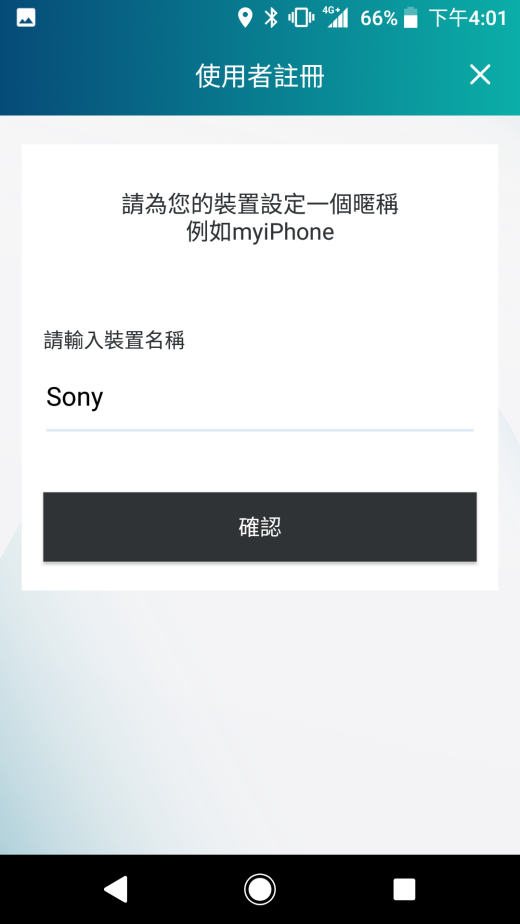 4G+ 66% 下午4:01
使用者註冊
請為您的裝置設定一個暱稱
例如myiPhone
請輸入裝置名稱
Sony
確認